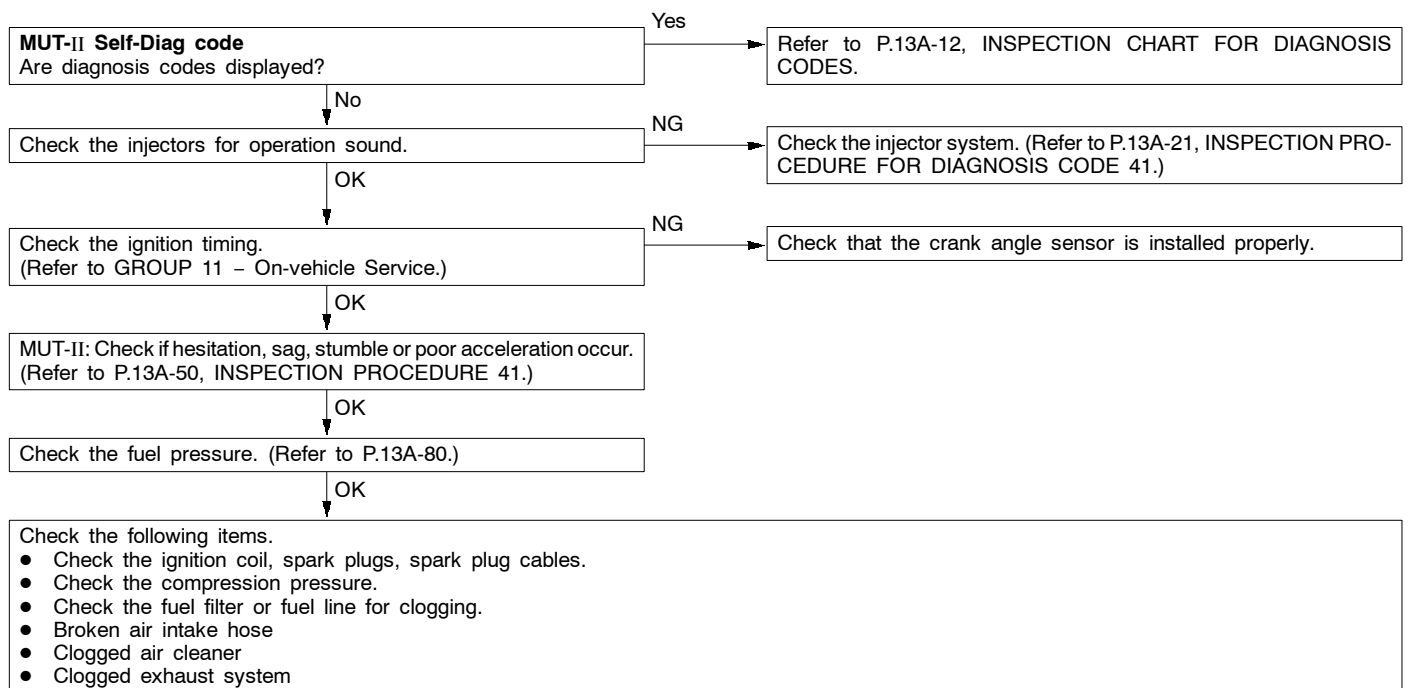 Yes
MUT-II Self-Diag code
Are diagnosis codes displayed?
Refer to P.13A-12, INSPECTION CHART FOR DIAGNOSIS
CODES.
No
NG
Check the injectors for operation sound.
Check the injector system. (Refer to P.13A-21, INSPECTION PRO-
CEDURE FOR DIAGNOSIS CODE 41.)
OK
NG
Check the ignition timing.
(Refer to GROUP 11 – On-vehicle Service.)
Check that the crank angle sensor is installed properly.
OK
MUT-II: Check if hesitation, sag, stumble or poor acceleration occur.
(Refer to P.13A-50, INSPECTION PROCEDURE 41.)
OK
Check the fuel pressure. (Refer to P.13A-80.)
OK
Check the following items.
● Check the ignition coil, spark plugs, spark plug cables.
● Check the compression pressure.
● Check the fuel filter or fuel line for clogging.
● Broken air intake hose
● Clogged air cleaner
● Clogged exhaust system